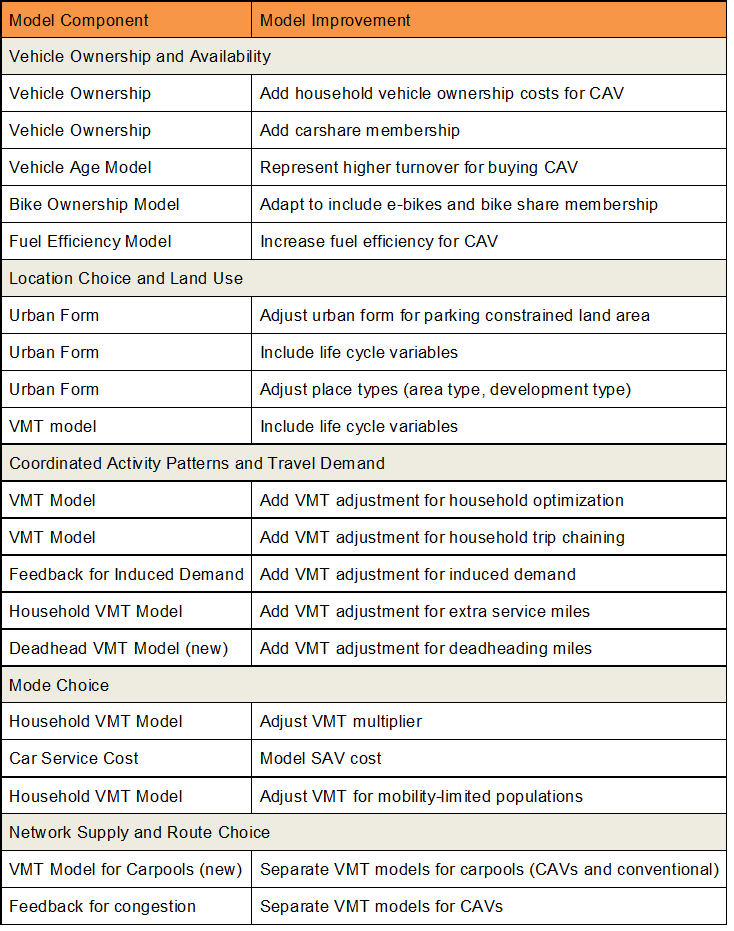 Model Component Model Improvement
Vehicle Ownership and Availability
Vehicle Ownership Add household vehicle ownership costs for CAV
Vehicle Ownership Add carshare membership
Vehicle Age Model Represent higher turnover for buying CAV
Bike Ownership Model Adapt to include e-bikes and bike share membership
Fuel Efficiency Model Increase fuel efficiency for CAV
Location Choice and Land Use
Urban Form Adjust urban form for parking constrained land area
Urban Form Include life cycle variables
Urban Form Adjust place types (area type, development type)
VMT model Include life cycle variables
Coordinated Activity Patterns and Travel Demand
VMT Model Add VMT adjustment for household optimization
VMT Model Add VMT adjustment for household trip chaining
Feedback for Induced Demand Add VMT adjustment for induced demand
Household VMT Model Add VMT adjustment for extra service miles
Deadhead VMT Model (new) Add VMT adjustment for deadheading miles
Mode Choice
Household VMT Model Adjust VMT multiplier
Car Service Cost Model SAV cost
Household VMT Model Adjust VMT for mobility-limited populations
Network Supply and Route Choice
VMT Model for Carpools (new) Separate VMT models for carpools (CAVs and conventional)
Feedback for congestion Separate VMT models for CAVs